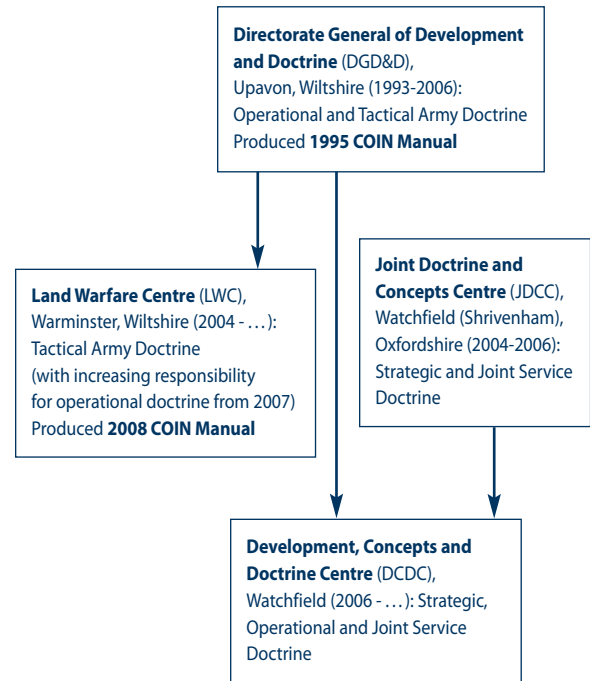 Directorate General of Development
and Doctrine (DGD&D),
Upavon, Wiltshire (1993-2006):
Operational and Tactical Army Doctrine
Produced 1995 COIN Manual
Land Warfare Centre (LWC),
Warminster, Wiltshire (2004 - ...):
Tactical Army Doctrine
(with increasing responsibility
for operational doctrine from 2007)
Produced 2008 COIN Manual
Joint Doctrine and
Concepts Centre (JDCC),
Watchfield (Shrivenham),
Oxfordshire (2004-2006):
Strategic and Joint Service
Doctrine
Development, Concepts and
Doctrine Centre (DCDC),
Watchfield (2006 - ...): Strategic,
Operational and Joint Service
Doctrine